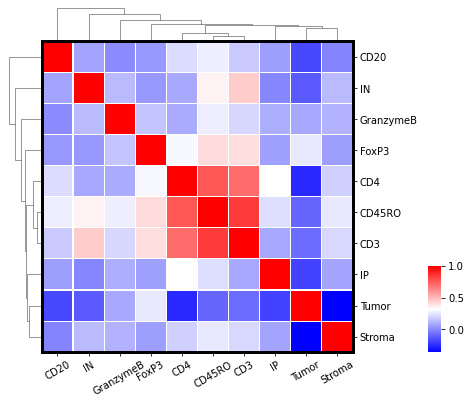 CD20
IN
GranzymeB
FoxP3
CD4
CD45RO
CD3
IP
Tumor
Stroma
1.0
0.5
0.0
CD20 IN GranzymeB FoxP3 CD4 CD45RO CD3 IP Tumor Stroma